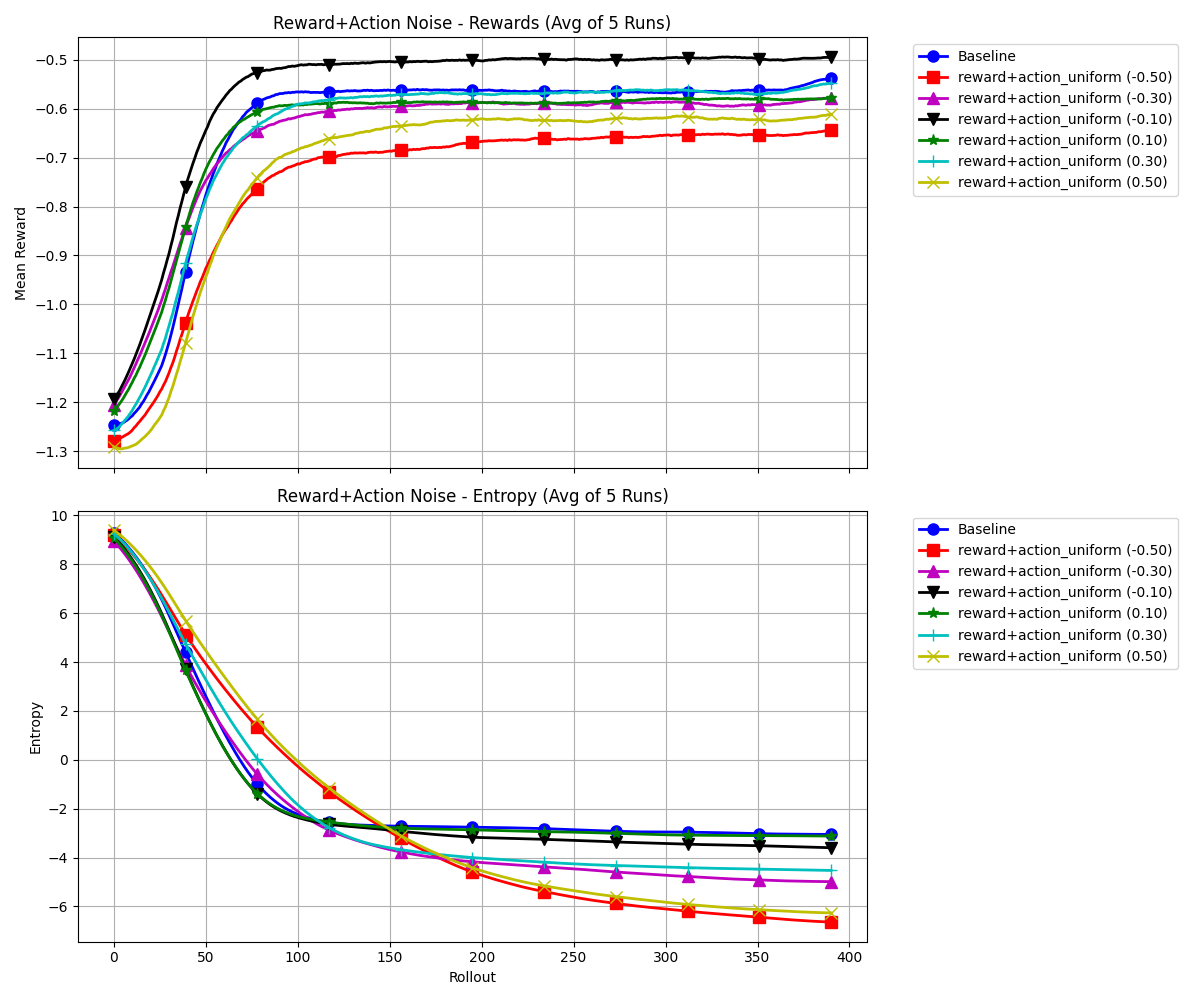 Reward+Action Noise - Rewards (Avg of 5 Runs)
Mean Reward
−0.5
−0.6
−0.7
−0.8
−0.9
−1.0
−1.1
−1.2
−1.3
Baseline
reward+action_uniform (-0.50)
reward+action_uniform (-0.30)
reward+action_uniform (-0.10)
reward+action_uniform (0.10)
reward+action_uniform (0.30)
reward+action_uniform (0.50)
Reward+Action Noise - Entropy (Avg of 5 Runs)
Entropy
10
8
6
4
2
0
−2
−4
−6
0 50 100 150 200 250 300 350 400
Rollout
Baseline
reward+action_uniform (-0.50)
reward+action_uniform (-0.30)
reward+action_uniform (-0.10)
reward+action_uniform (0.10)
reward+action_uniform (0.30)
reward+action_uniform (0.50)